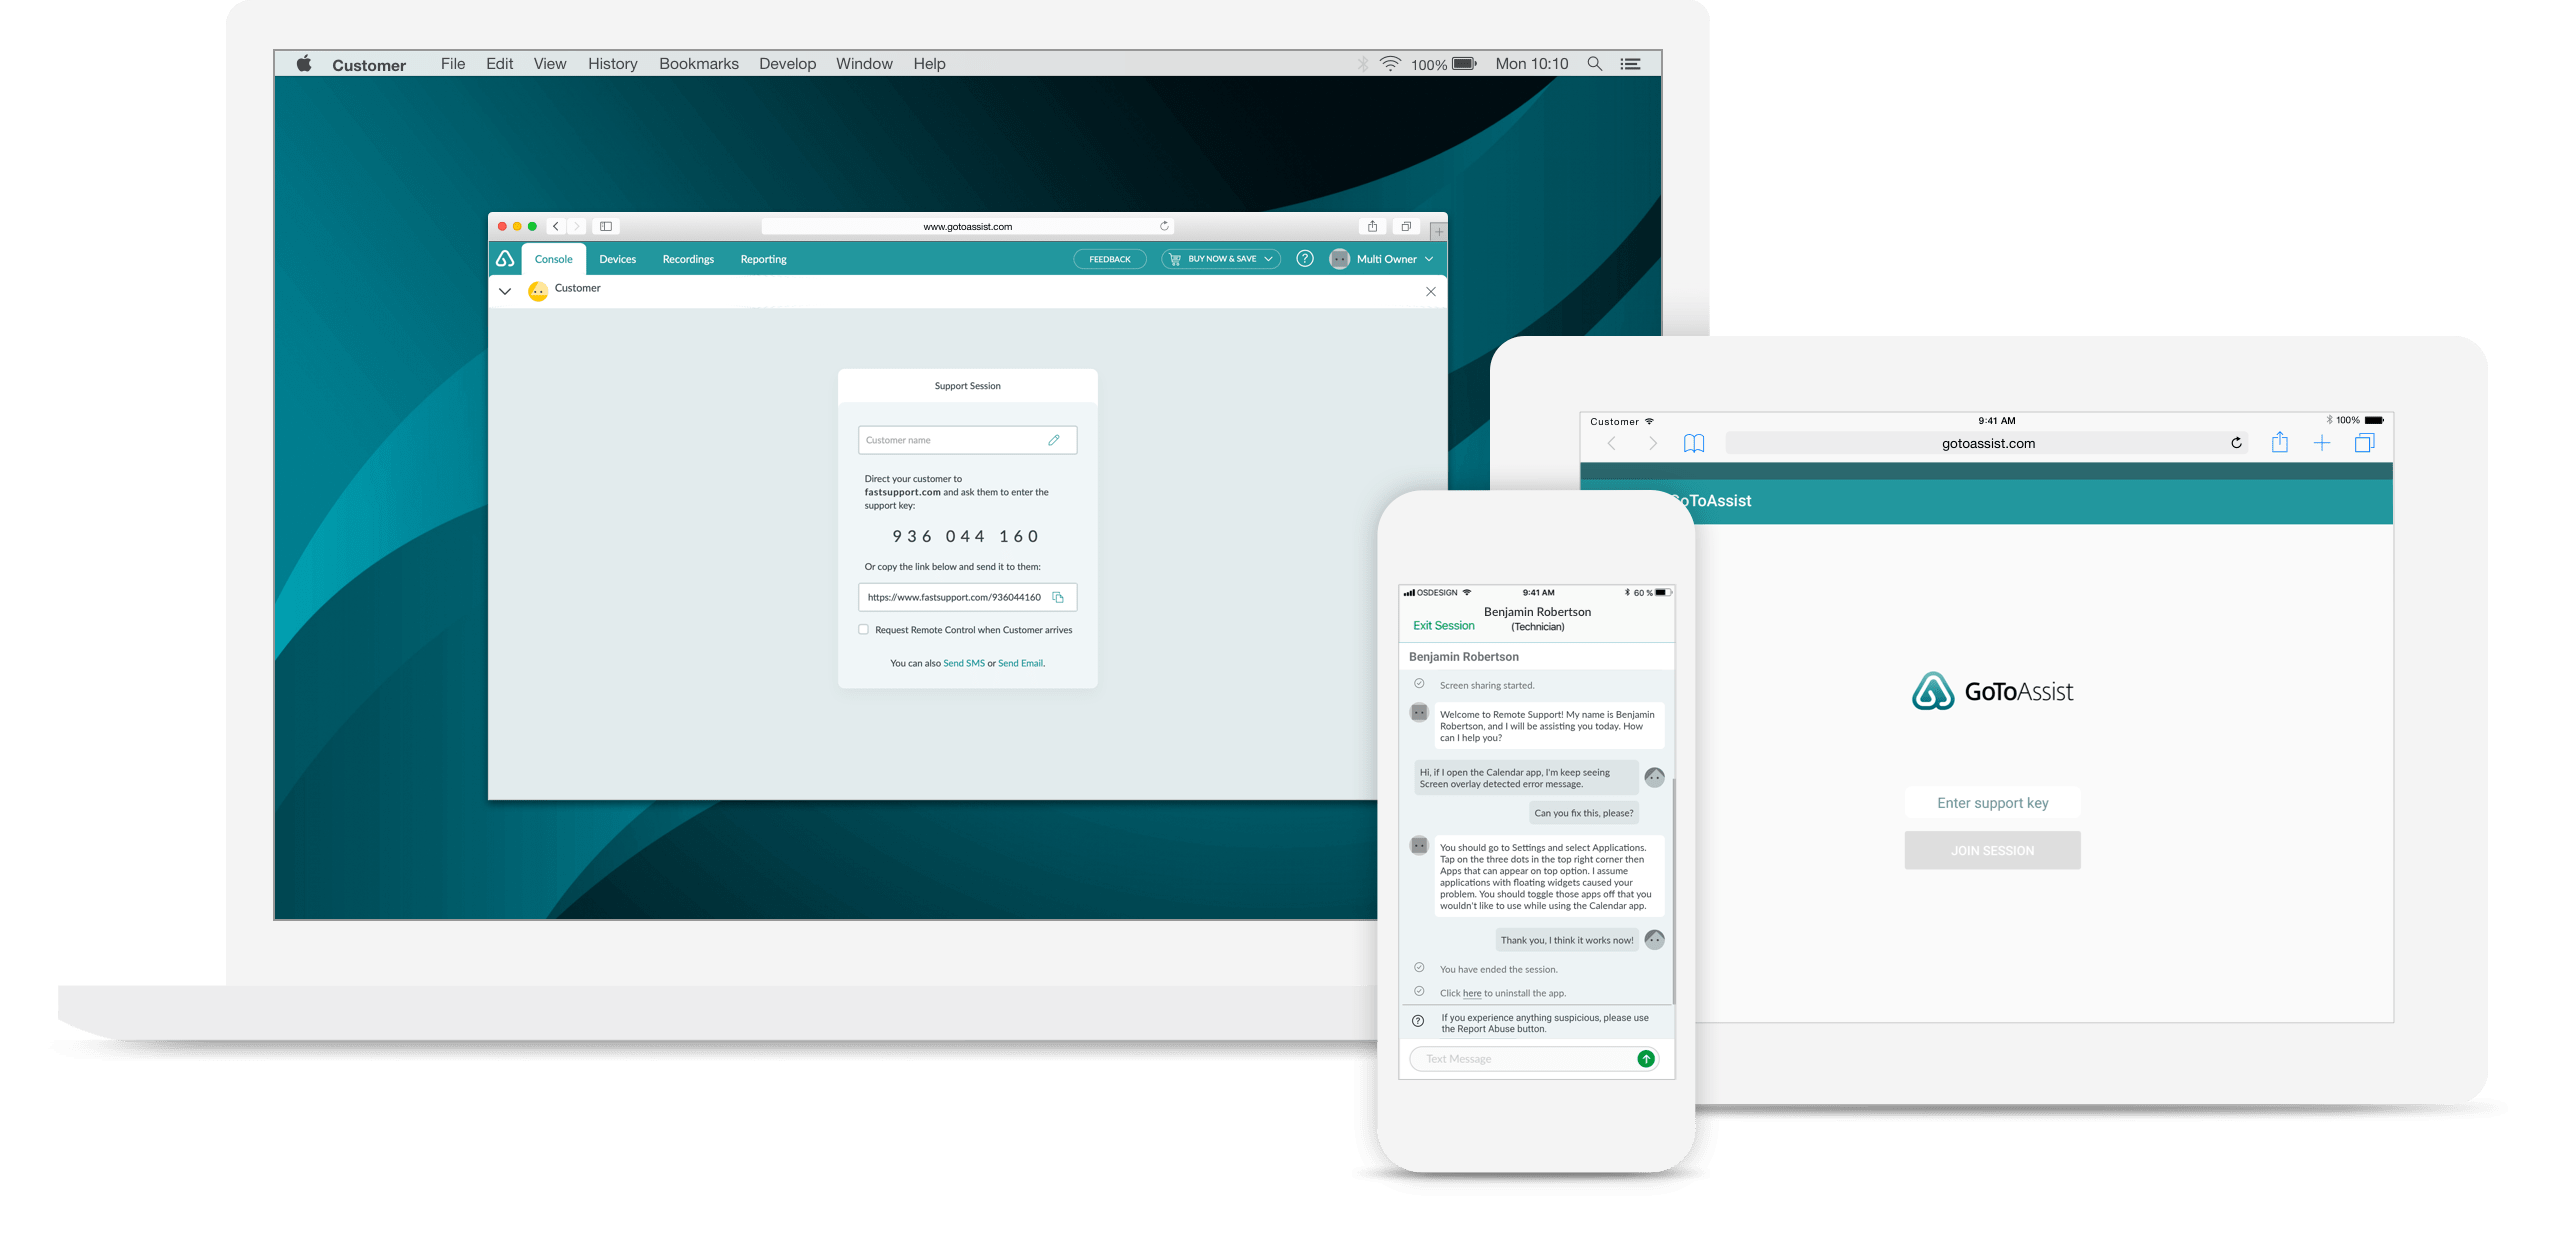 Customer File Edit View History Bookmarks Develop Window Help 100% Mon 10:10
www.gotoassist.com
Console Devices Recordings Reporting FEEDBACK BUY NOW & SAVE Multi Owner
Customer
Support Session
Customer name
Direct your customer to
fastsupport.com and ask them to enter the
support key:
936 044 160
Or copy the link below and send it to them:
https://www.fastsupport.com/936044160
Request Remote Control when Customer arrives
You can also Send SMS or Send Email.
OSDESIGN 9:41 AM 60 %
Benjamin Robertson
Exit Session (Technician)
Benjamin Robertson
Screen sharing started.
Welcome to Remote Support! My name is Benjamin
Robertson, and I will be assisting you today. How
can I help you?
Hi, if I open the Calendar app, I'm keep seeing
Screen overlay detected error message.
Can you fix this, please?
You should go to Settings and select Applications.
Tap on the three dots in the top right corner then
Apps that can appear on top option. I assume
applications with floating widgets caused your
problem. You should toggle those apps off that you
wouldn't like to use while using the Calendar app.
Thank you, I think it works now!
You have ended the session.
Click here to uninstall the app.
If you experience anything suspicious, please use
the Report Abuse button.
Text Message
Customer 9:41 AM 100%
gotoassist.com
GoToAssist
GoToAssist
Enter support key
JOIN SESSION